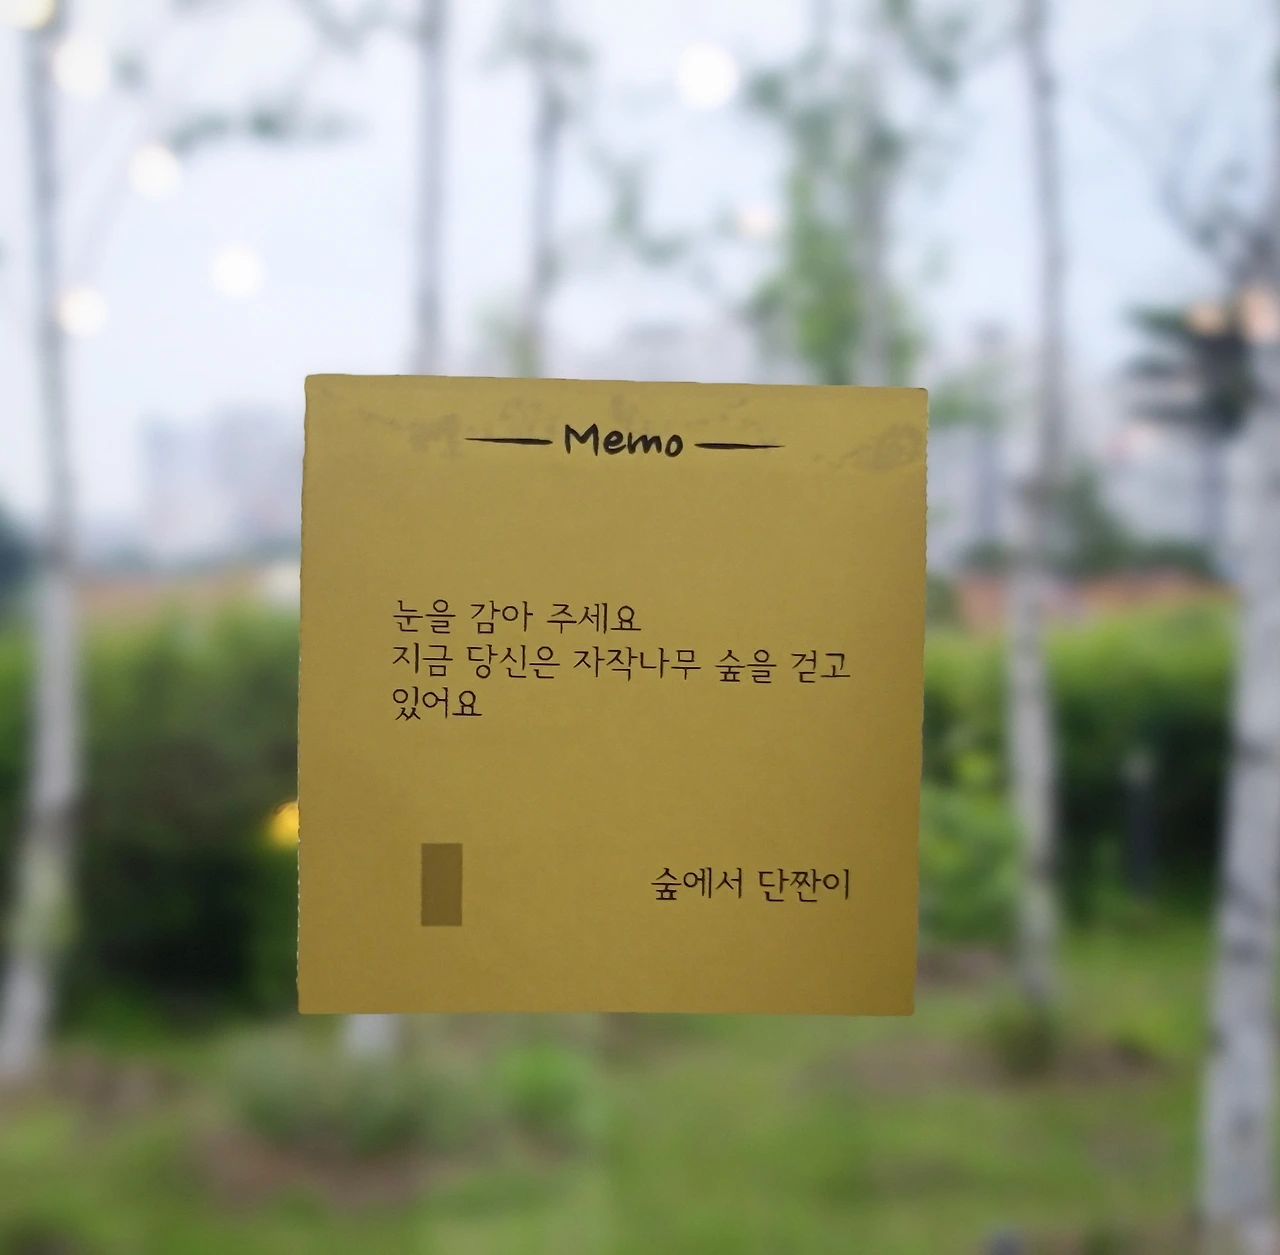 Memo
눈을 감아 주세요
지금 당신은 자작나무 숲을 걷고
있어요
숲에서 단짠이